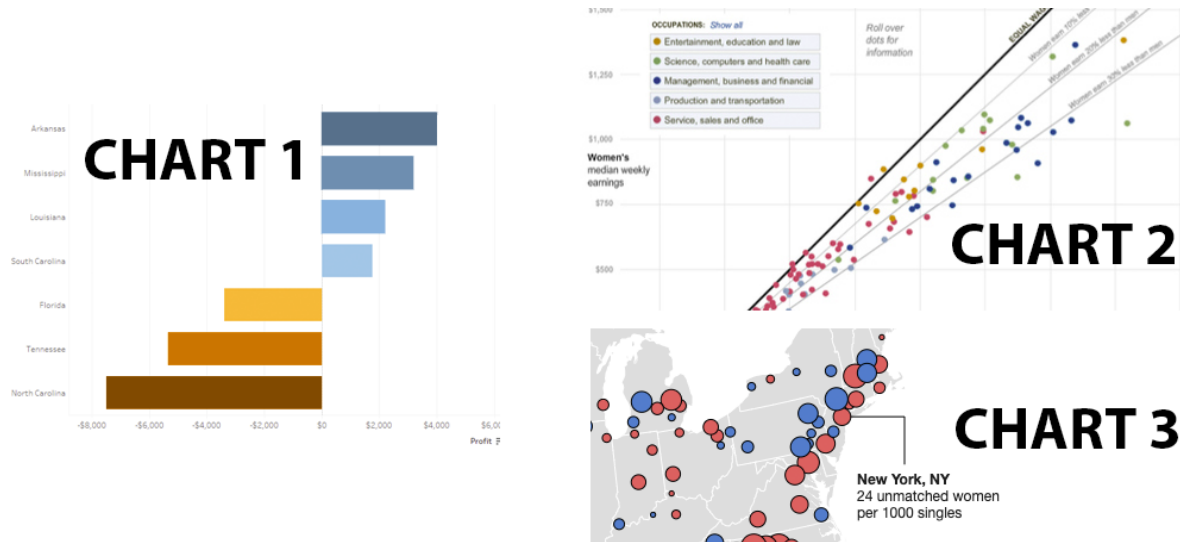 CHART 1
Arkansas
Mississippi
Louisiana
South Carolina
Florida
Tennessee
North Carolina
-$8,000 -$6,000 -$4,000 -$2,000 $0 $2,000 $4,000
Profit
CHART 2
OCCUPATIONS: Show all
Entertainment, education and law
Science, computers and health care
Management, business and financial
Production and transportation
Service, sales and office
Roll over
dots for
information
EQUAL
Women earn 10% less
Women earn 20% less than men
Women earn 30% less than men
$1,500
$1,250
$1,000
Women's
median weekly
earnings
$750
$500
CHART 3
New York, NY
24 unmatched women
per 1000 singles